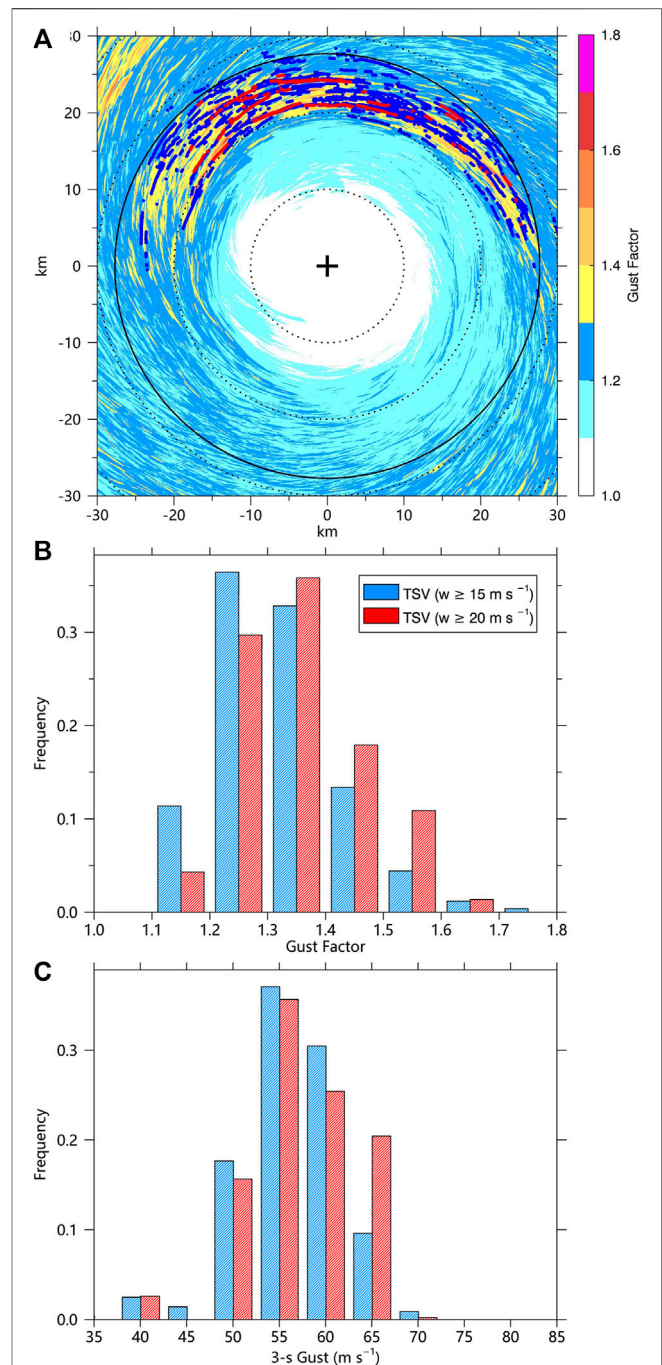 A
30
20
10
0
-10
-20
-30
km
-30 -20 -10 0 10 20 30
km
1.8
1.6
1.4
1.2
1.0
Gust Factor
B
TSV (w ≥ 15 m s⁻¹)
TSV (w ≥ 20 m s⁻¹)
0.3
0.2
0.1
0.0
Frequency
1.0 1.1 1.2 1.3 1.4 1.5 1.6 1.7 1.8
Gust Factor
C
0.3
0.2
0.1
0.0
Frequency
35 40 45 50 55 60 65 70 75 80 85
3-s Gust (m s⁻¹)